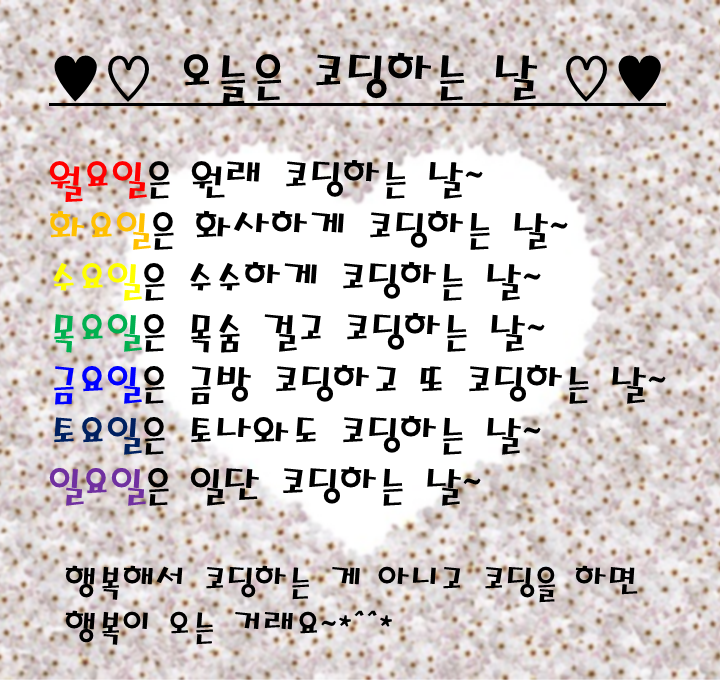 ♥♡ 오늘은 코딩하는 날 ♡♥
월요일은 원래 코딩하는 날~
화요일은 화사하게 코딩하는 날~
수요일은 수수하게 코딩하는 날~
목요일은 목숨 걸고 코딩하는 날~
금요일은 금방 코딩하고 또 코딩하는 날~
토요일은 토나와도 코딩하는 날~
일요일은 일단 코딩하는 날~
행복해서 코딩하는 게 아니고 코딩을 하면
행복이 오는 거래요~*^^*